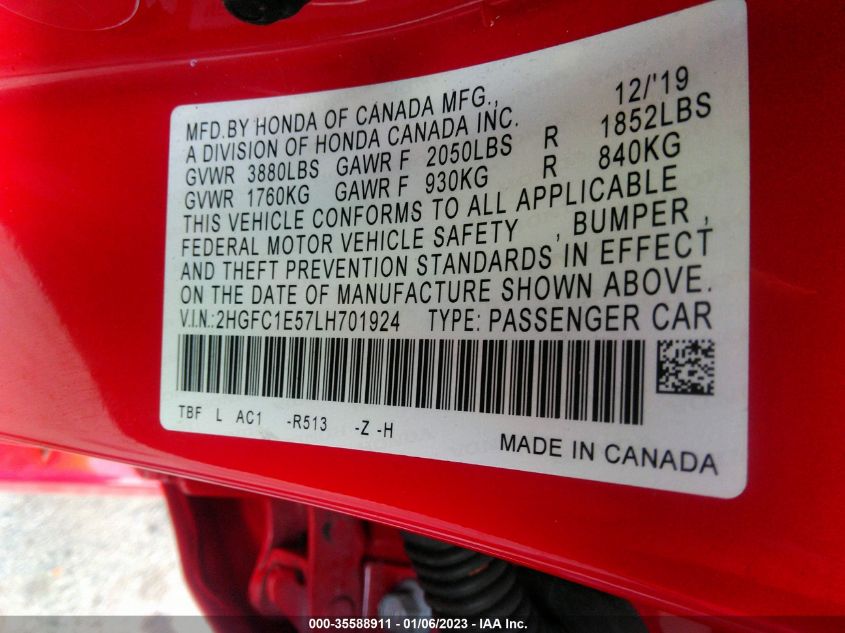 MFD.BY HONDA OF CANADA MFG., 12/'19
A DIVISION OF HONDA CANADA INC.
GVWR 3880LBS GAWR F 2050LBS R 1852LBS
GVWR 1760KG GAWR F 930KG R 840KG
THIS VEHICLE CONFORMS TO ALL APPLICABLE
FEDERAL MOTOR VEHICLE SAFETY , BUMPER ,
AND THEFT PREVENTION STANDARDS IN EFFECT
ON THE DATE OF MANUFACTURE SHOWN ABOVE.
V.I.N.:2HGFC1E57LH701924 TYPE: PASSENGER CAR
TBF L AC1 -R513 -Z -H
MADE IN CANADA
000-35588911 - 01/06/2023 - IAA Inc.